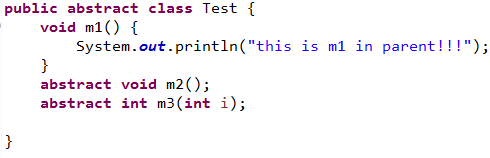 public abstract class Test {
    void m1() {
        System.out.println("this is m1 in parent!!!");
    }
    abstract void m2();
    abstract int m3(int i);
}